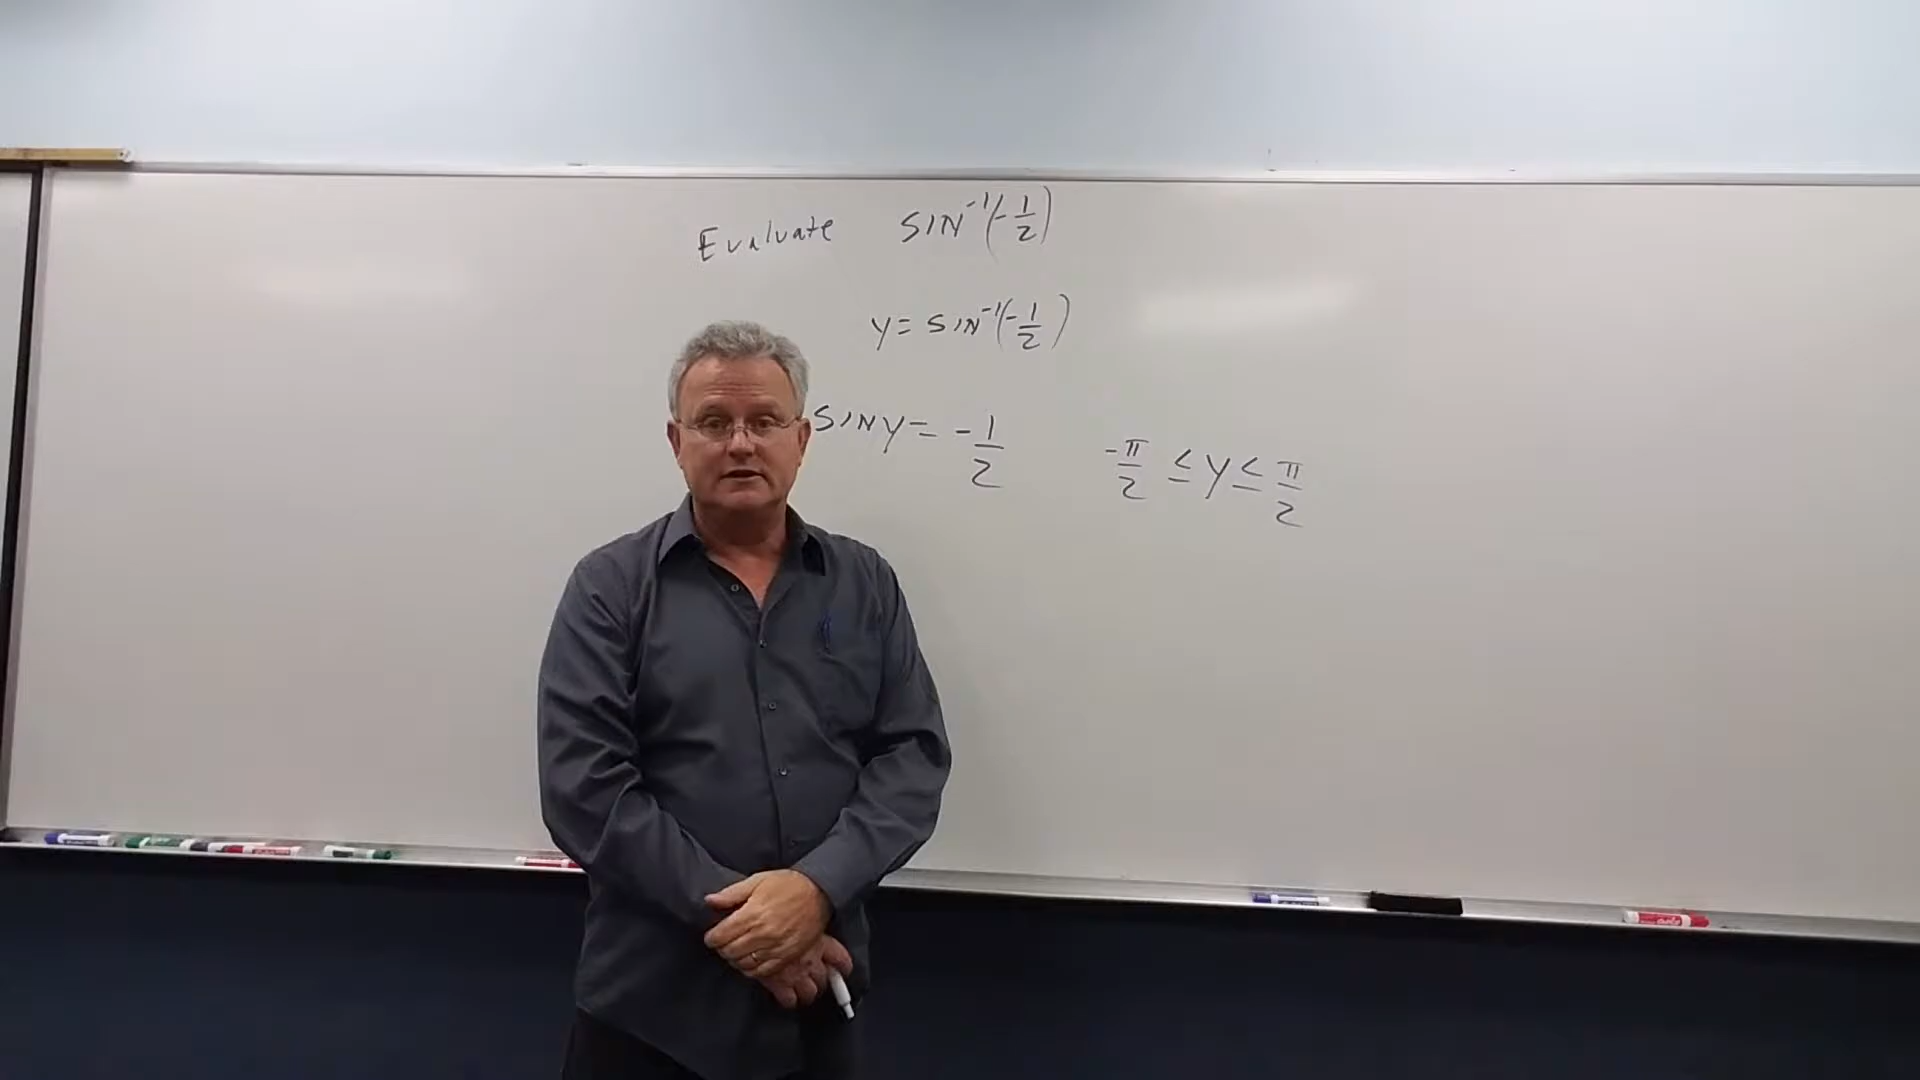 Evaluate SIN⁻¹(-1/2)
y = SIN⁻¹(-1/2)
SIN y = -1/2 -π/2 ≤ y ≤ π/2